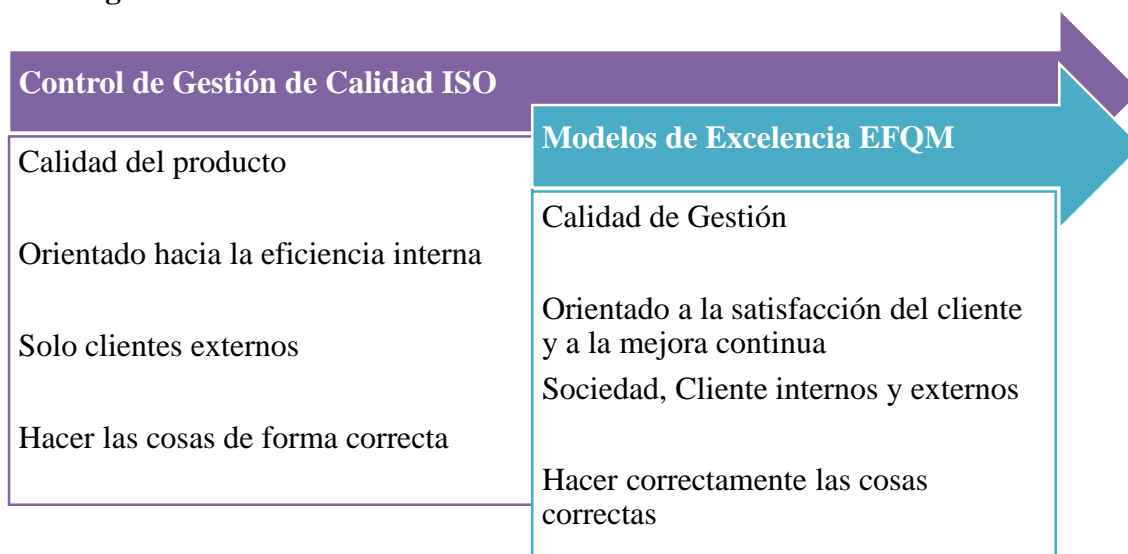 Control de Gestión de Calidad ISO
Calidad del producto
Orientado hacia la eficiencia interna
Solo clientes externos
Hacer las cosas de forma correcta
Modelos de Excelencia EFQM
Calidad de Gestión
Orientado a la satisfacción del cliente
y a la mejora continua
Sociedad, Cliente internos y externos
Hacer correctamente las cosas
correctas